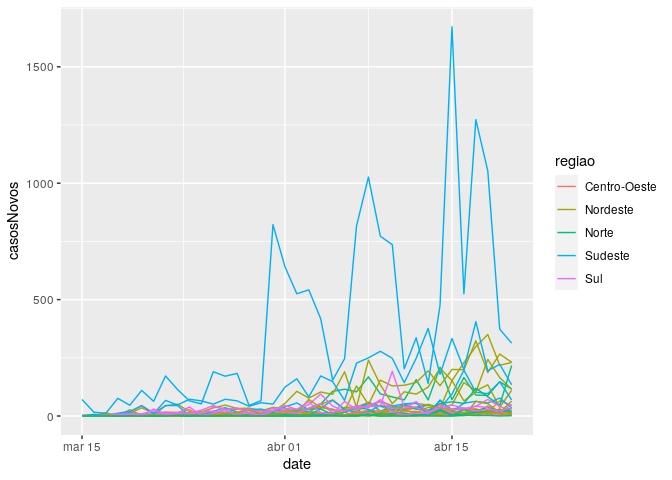 1500
1000
500
0
casosNovos
mar 15
abr 01
abr 15
date
regiao
Centro-Oeste
Nordeste
Norte
Sudeste
Sul